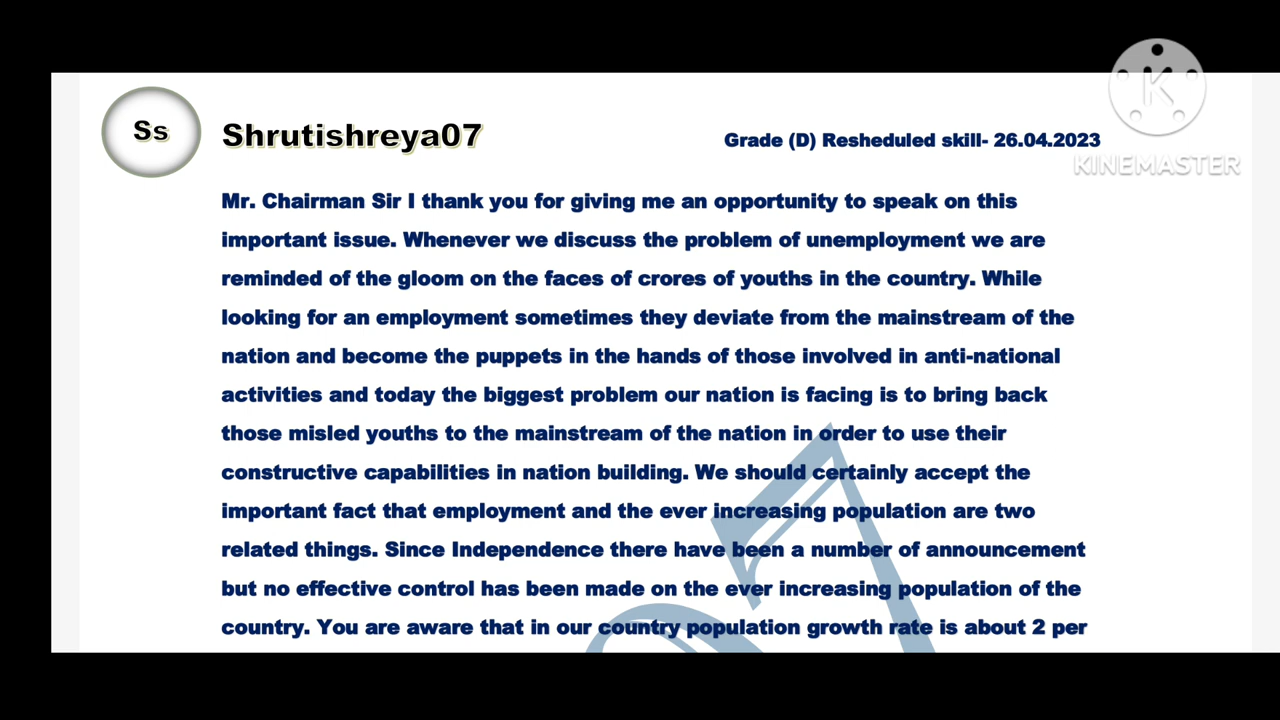 Ss
Shrutishreya07
Grade (D) Resheduled skill- 26.04.2023
KINEMASTER
Mr. Chairman Sir I thank you for giving me an opportunity to speak on this
important issue. Whenever we discuss the problem of unemployment we are
reminded of the gloom on the faces of crores of youths in the country. While
looking for an employment sometimes they deviate from the mainstream of the
nation and become the puppets in the hands of those involved in anti-national
activities and today the biggest problem our nation is facing is to bring back
those misled youths to the mainstream of the nation in order to use their
constructive capabilities in nation building. We should certainly accept the
important fact that employment and the ever increasing population are two
related things. Since Independence there have been a number of announcement
but no effective control has been made on the ever increasing population of the
country. You are aware that in our country population growth rate is about 2 per